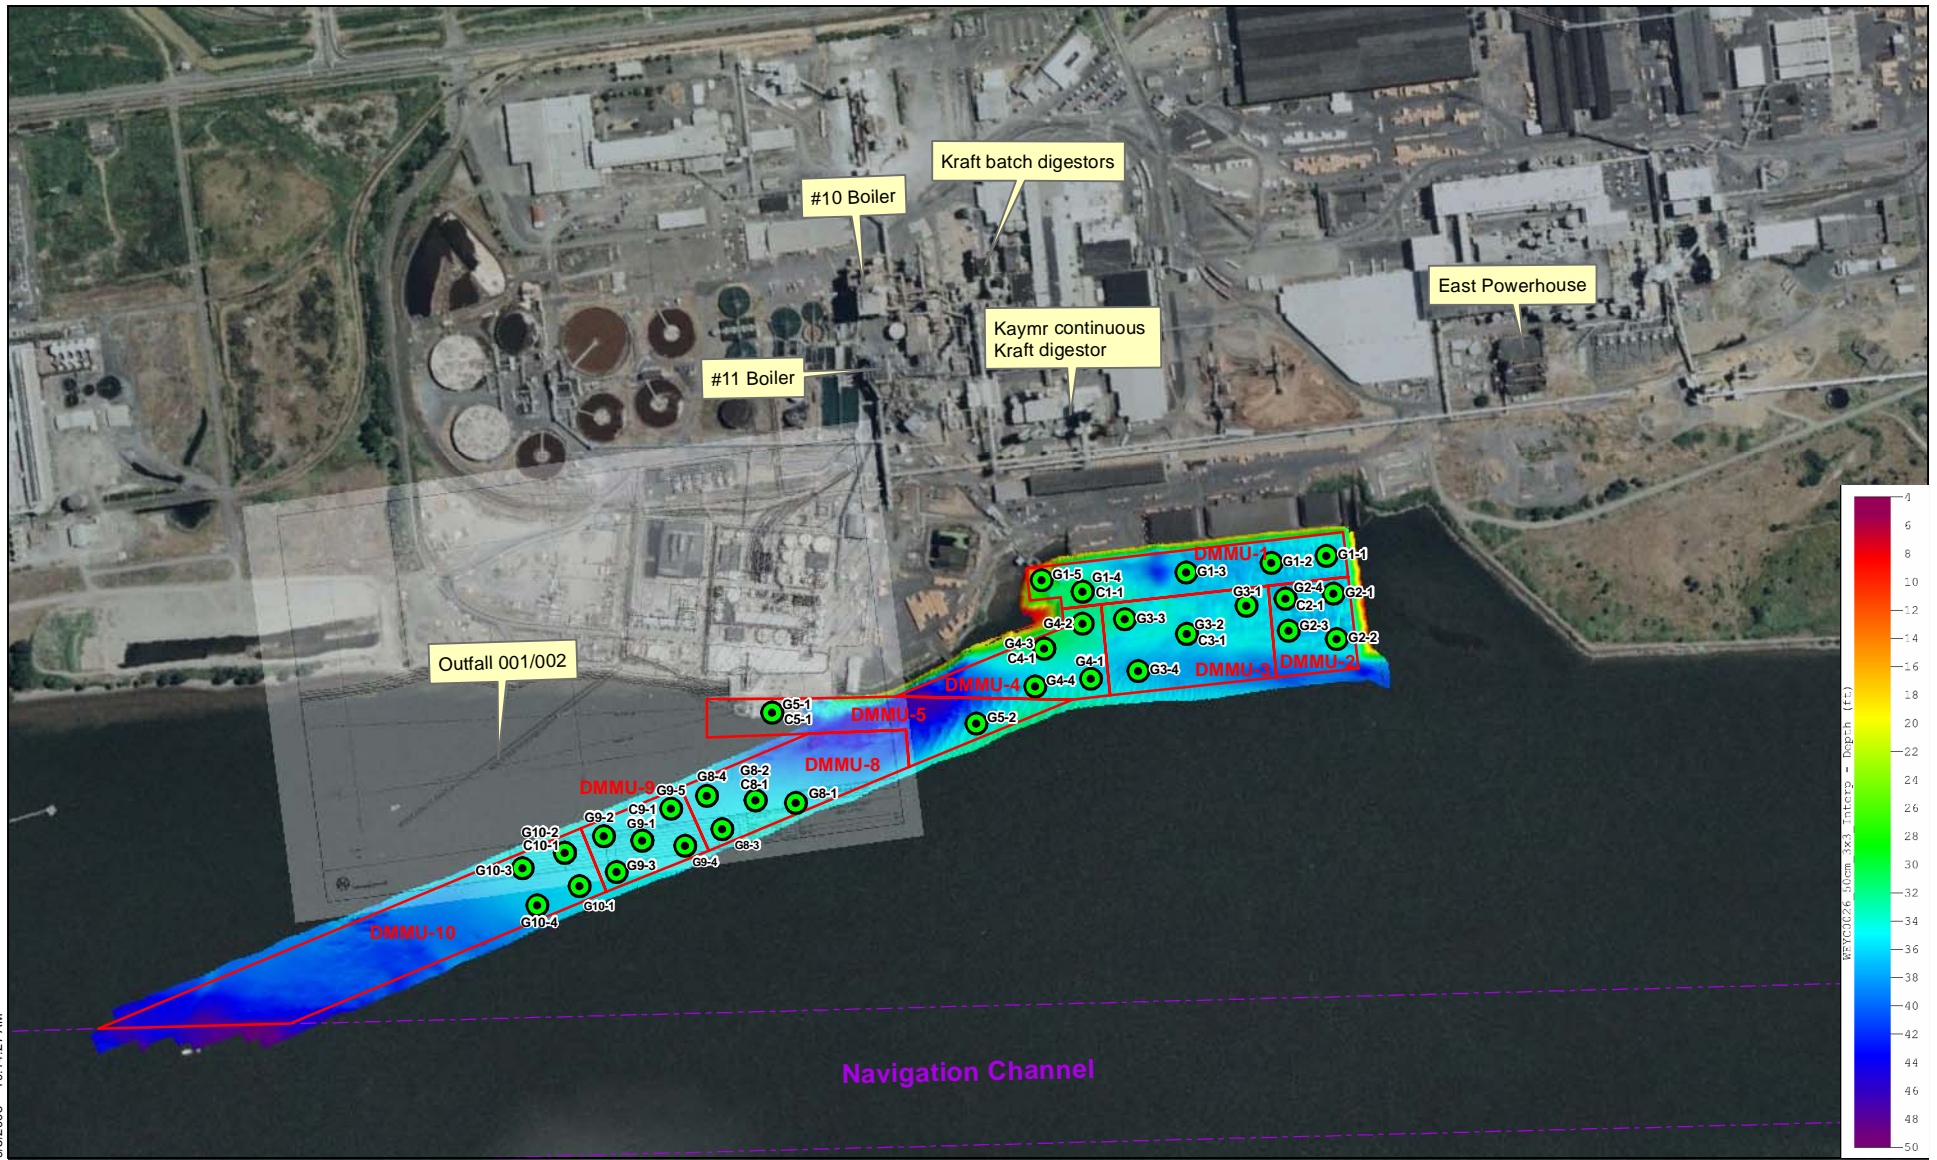 Kraft batch digestors
#10 Boiler
East Powerhouse
Kaymr continuous
Kraft digestor
#11 Boiler
Outfall 001/002
DMMU-1
G1-1
G1-2
G1-3
G1-4
C1-1
G1-5
G2-1
G2-4
C2-1
G2-3
G2-2
DMMU-2
G3-1
G3-3
G3-2
C3-1
G3-4
DMMU-3
G4-2
G4-3
C4-1
G4-1
G4-4
DMMU-4
G5-1
C5-1
DMMU-5
G5-2
DMMU-8
G8-2
C8-1
G8-4
G8-1
G8-3
DMMU-9
G9-5
C9-1
G9-2
G9-1
G9-4
G9-3
G10-2
C10-1
G10-3
G10-1
G10-4
DMMU-10
Navigation Channel
WEYCOC26_50cm_3x3_Interp - Depth (ft)
4
6
8
10
12
14
16
18
20
22
24
26
28
30
32
34
36
38
40
42
44
46
48
50